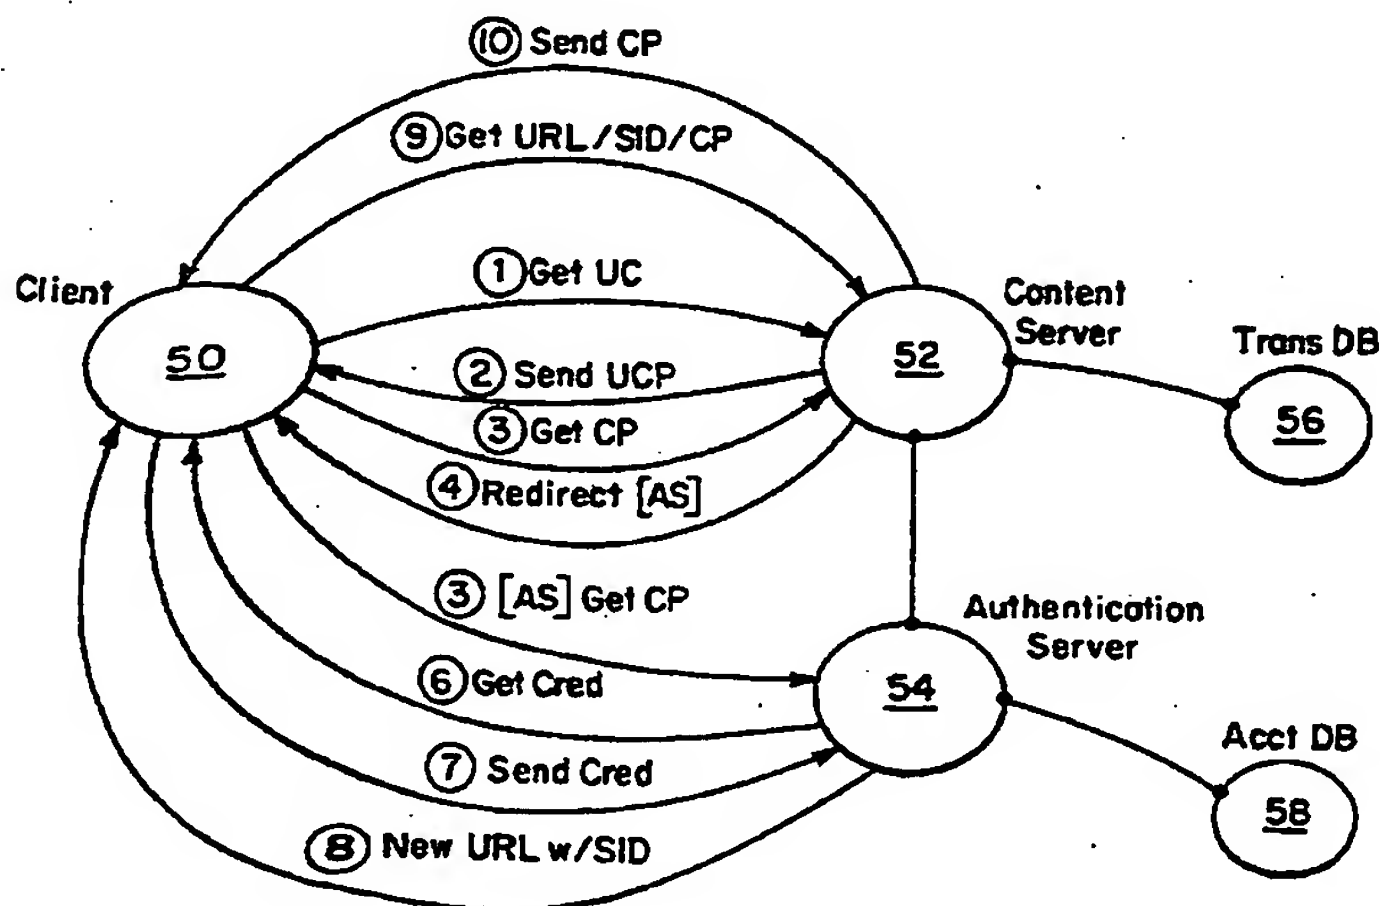 ⑩ Send CP
⑨ Get URL/SID/CP
① Get UC
Client
Content
Server
50
52
Trans DB
② Send UCP
56
③ Get CP
④ Redirect [AS]
③ [AS] Get CP
Authentication
Server
⑥ Get Cred
54
⑦ Send Cred
Acct DB
58
⑧ New URL w/SID